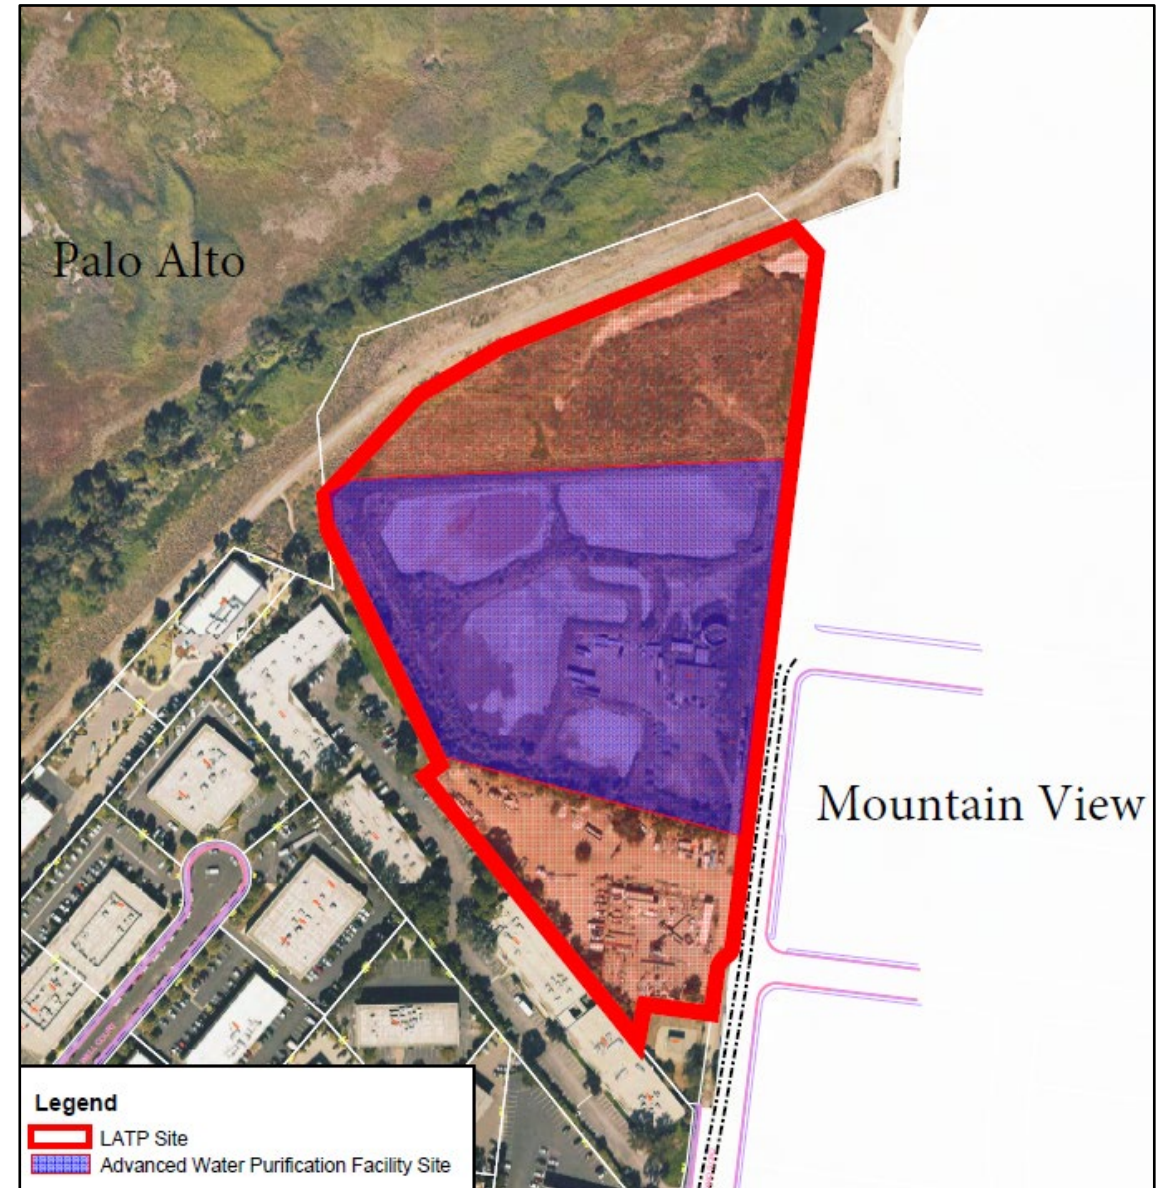 Palo Alto
Mountain View
Legend
LATP Site
Advanced Water Purification Facility Site